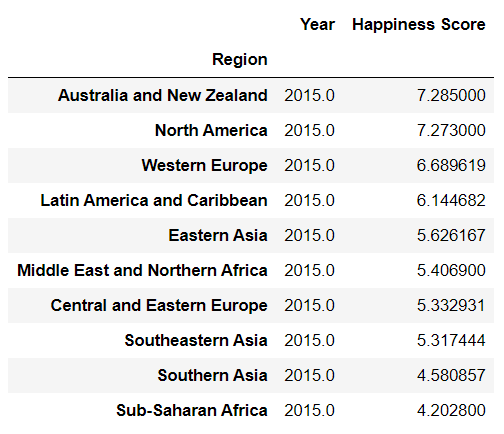 Year Happiness Score
Region
Australia and New Zealand 2015.0 7.285000
North America 2015.0 7.273000
Western Europe 2015.0 6.689619
Latin America and Caribbean 2015.0 6.144682
Eastern Asia 2015.0 5.626167
Middle East and Northern Africa 2015.0 5.406900
Central and Eastern Europe 2015.0 5.332931
Southeastern Asia 2015.0 5.317444
Southern Asia 2015.0 4.580857
Sub-Saharan Africa 2015.0 4.202800